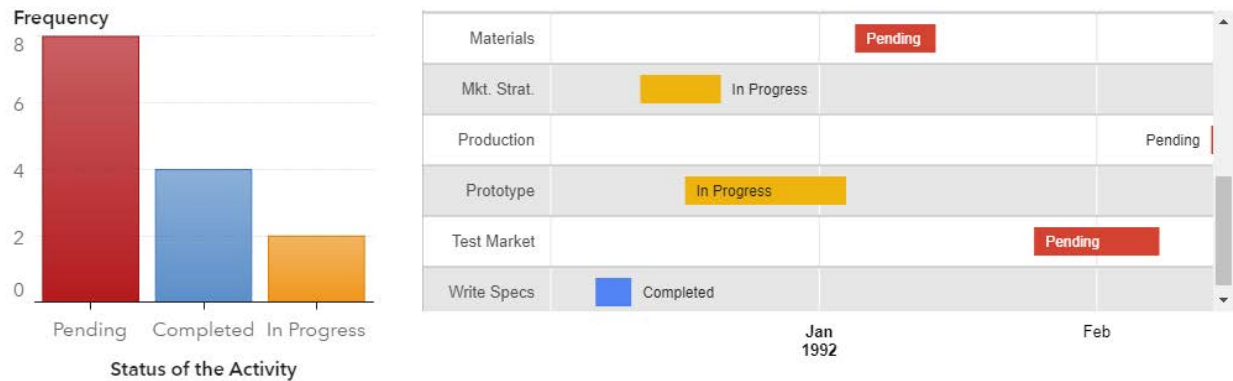 Frequency
8
6
4
2
0
Pending
Completed
In Progress
Status of the Activity
Materials
Pending
Mkt. Strat.
In Progress
Production
Pending
Prototype
In Progress
Test Market
Pending
Write Specs
Completed
Jan
1992
Feb